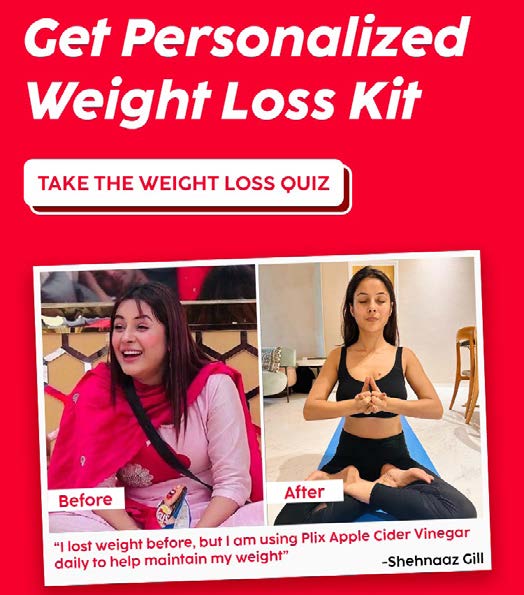 Get Personalized
Weight Loss Kit
TAKE THE WEIGHT LOSS QUIZ
Before
After
“I lost weight before, but I am using Plix Apple Cider Vinegar
daily to help maintain my weight”
-Shehnaaz Gill